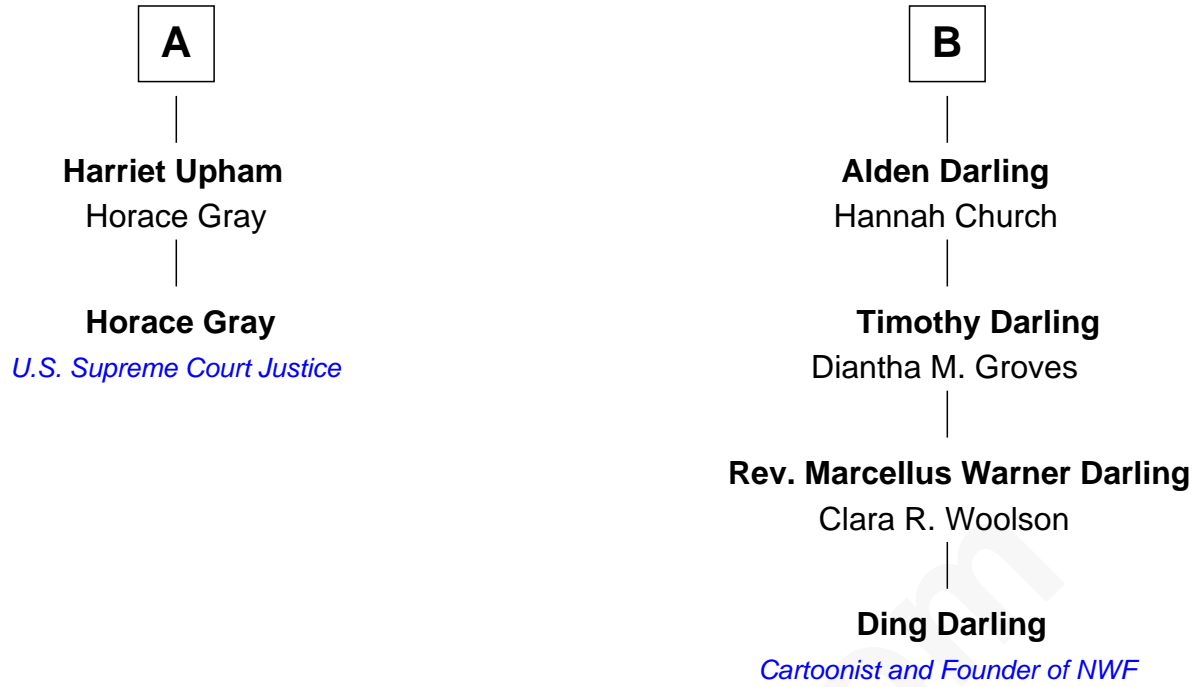 A
Harriet Upham
Horace Gray
Horace Gray
U.S. Supreme Court Justice
B
Alden Darling
Hannah Church
Timothy Darling
Diantha M. Groves
Rev. Marcellus Warner Darling
Clara R. Woolson
Ding Darling
Cartoonist and Founder of NWF